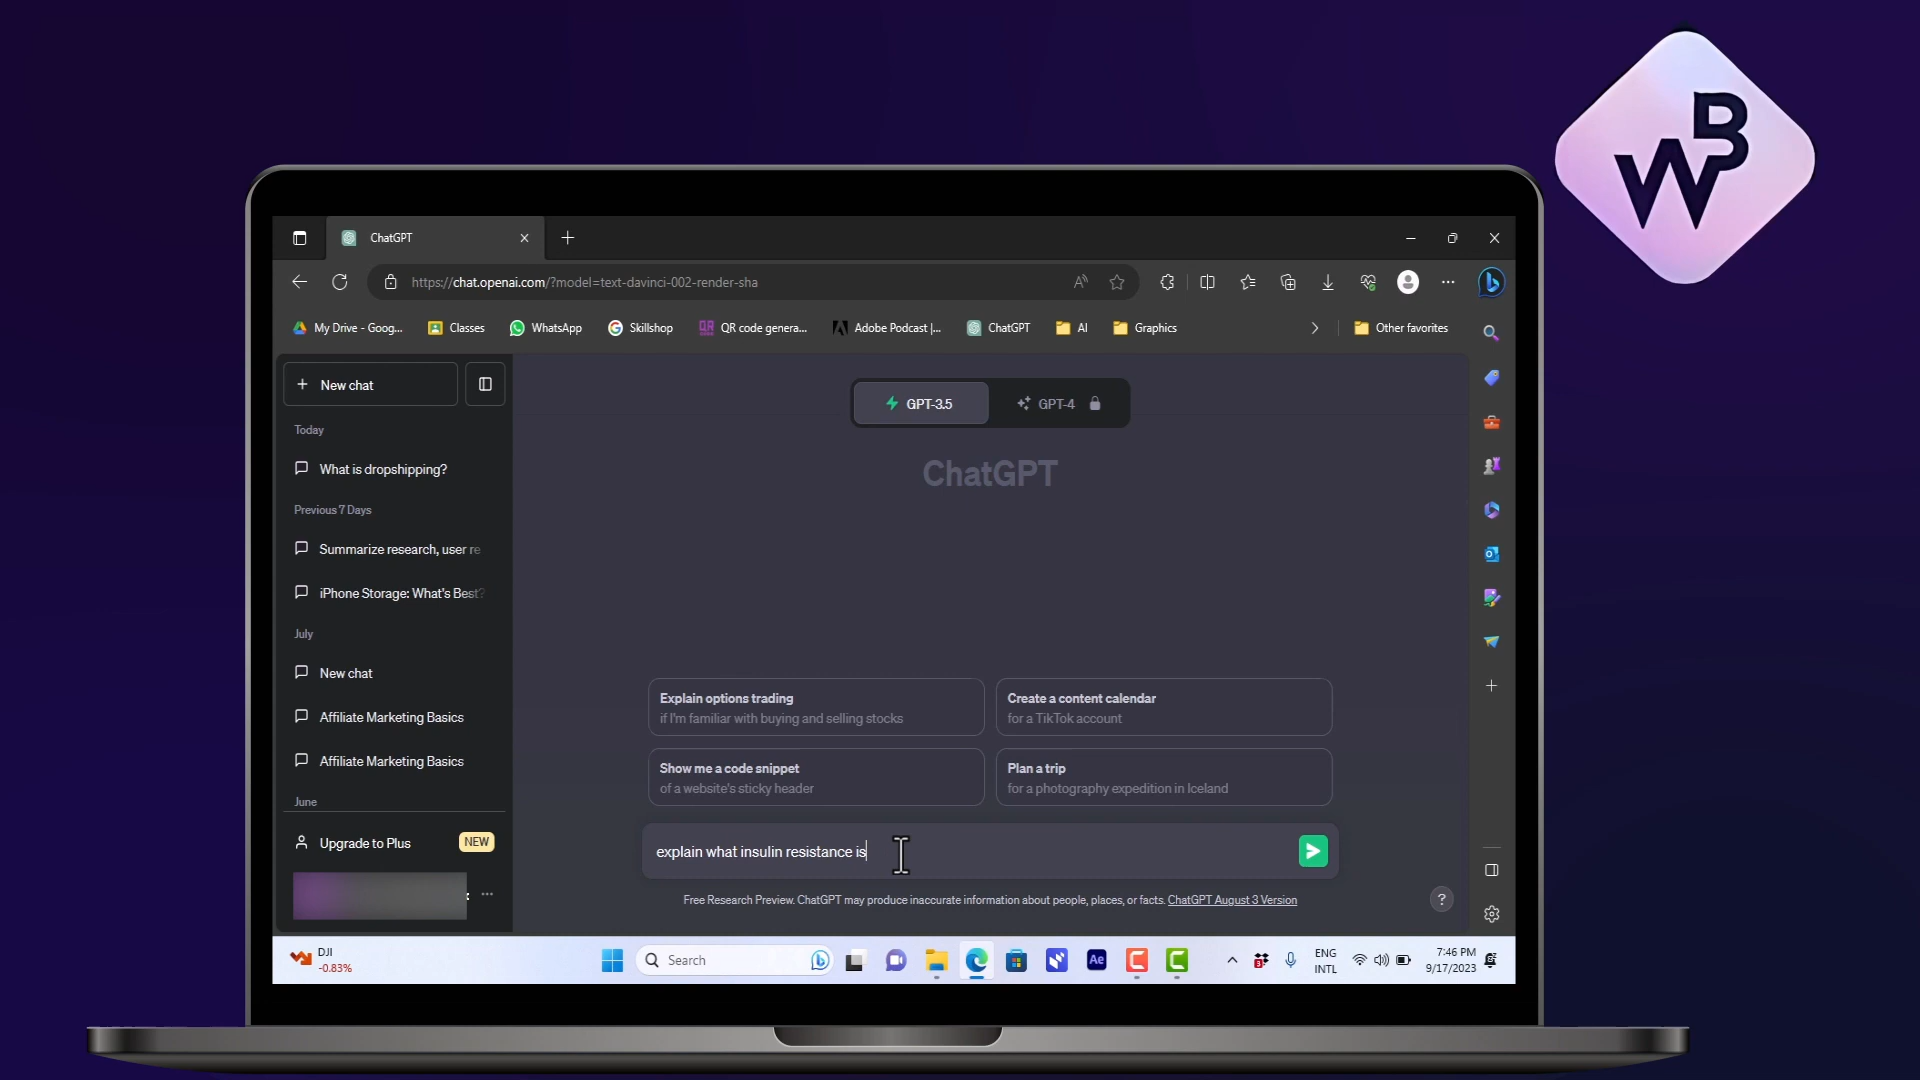 WB
ChatGPT
https://chat.openai.com/?model=text-davinci-002-render-sha
My Drive - Goog...
Classes
WhatsApp
Skillshop
QR code genera...
Adobe Podcast |...
ChatGPT
AI
Graphics
Other favorites
New chat
Today
What is dropshipping?
Previous 7 Days
Summarize research, user re
iPhone Storage: What's Best?
July
New chat
Affiliate Marketing Basics
Affiliate Marketing Basics
June
Upgrade to Plus
NEW
GPT-3.5
GPT-4
ChatGPT
Explain options trading
if I'm familiar with buying and selling stocks
Create a content calendar
for a TikTok account
Show me a code snippet
of a website's sticky header
Plan a trip
for a photography expedition in Iceland
explain what insulin resistance is
Free Research Preview. ChatGPT may produce inaccurate information about people, places, or facts. ChatGPT August 3 Version
?
DJI
-0.83%
Search
Ae
3
ENG
INTL
7:46 PM
9/17/2023